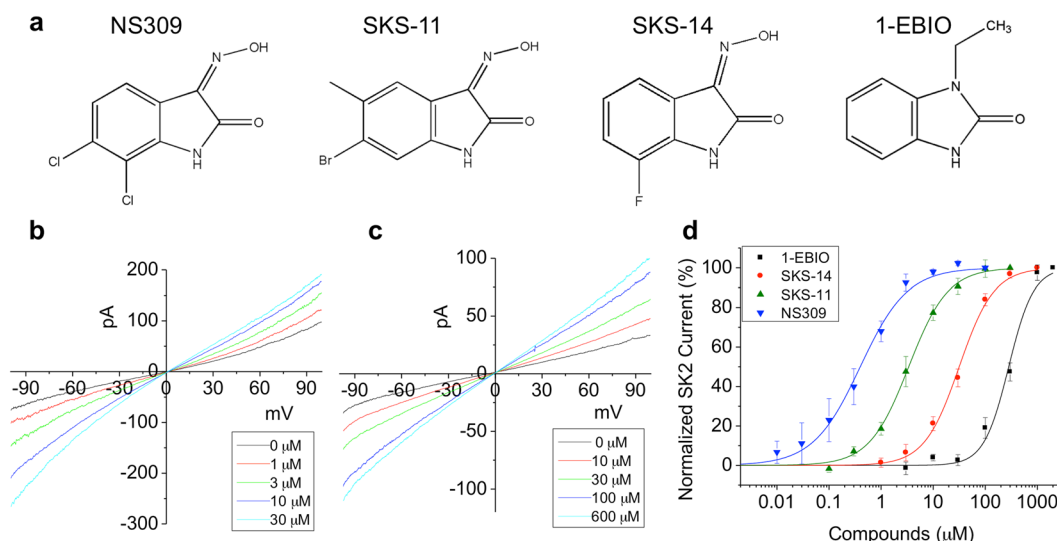 a NS309 SKS-11 SKS-14 1-EBIO
N OH
O
NH
Cl
Cl
N OH
O
NH
Br
N OH
O
NH
F
CH₃
N
O
N
H
b
pA
200
100
0
-100
-200
-300
-90 -60 -30 0 30 60 90
mV
0 μM
1 μM
3 μM
10 μM
30 μM
c
pA
100
50
0
-50
-100
-90 -60 -30 0 30 60 90
mV
0 μM
10 μM
30 μM
100 μM
600 μM
d
Normalized SK2 Current (%)
100
80
60
40
20
0
1-EBIO
SKS-14
SKS-11
NS309
0.01 0.1 1 10 100 1000
Compounds (μM)